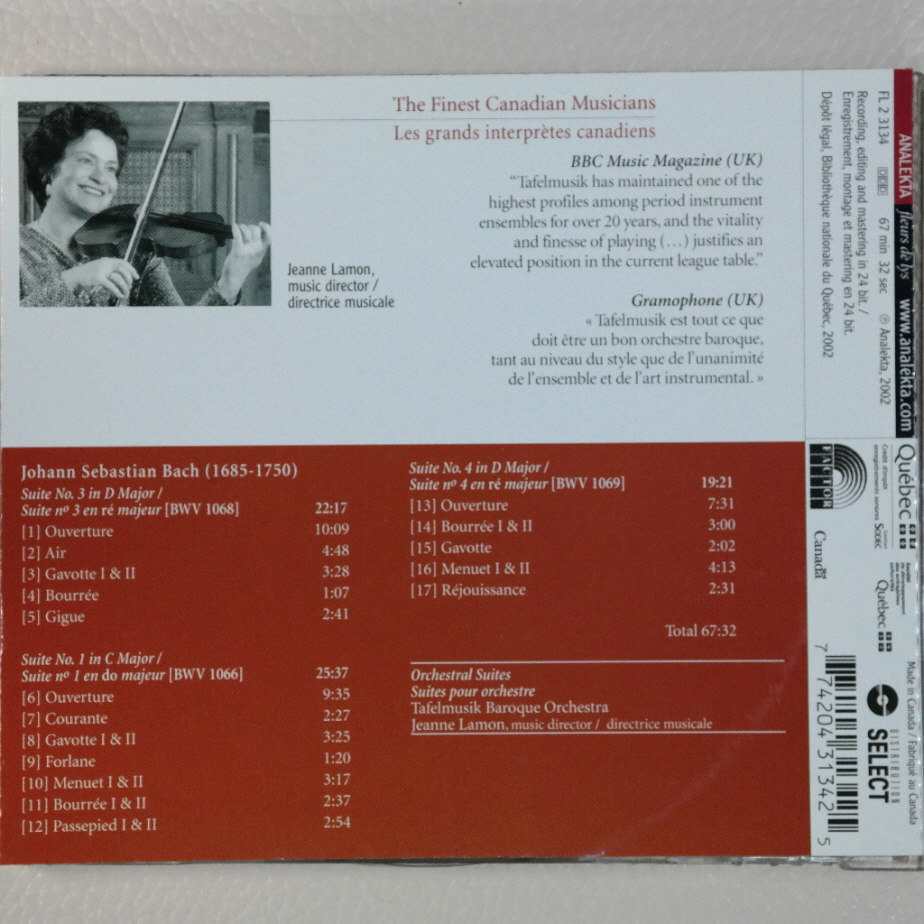 The Finest Canadian Musicians
Les grands interprètes canadiens
BBC Music Magazine (UK)
"Tafelmusik has maintained one of the
highest profiles among period instrument
ensembles for over 20 years, and the vitality
and finesse of playing (…) justifies an
elevated position in the current league table."
Gramophone (UK)
« Tafelmusik est tout ce que
doit être un bon orchestre baroque,
tant au niveau du style que de l'unanimité
de l'ensemble et de l'art instrumental. »
Jeanne Lamon,
music director /
directrice musicale
Johann Sebastian Bach (1685-1750)
Suite No. 3 in D Major /
Suite nº 3 en ré majeur [BWV 1068] 22:17
[1] Ouverture 10:09
[2] Air 4:48
[3] Gavotte I & II 3:28
[4] Bourrée 1:07
[5] Gigue 2:41
Suite No. 1 in C Major /
Suite nº 1 en do majeur [BWV 1066] 25:37
[6] Ouverture 9:35
[7] Courante 2:27
[8] Gavotte I & II 3:25
[9] Forlane 1:20
[10] Menuet I & II 3:17
[11] Bourrée I & II 2:37
[12] Passepied I & II 2:54
Suite No. 4 in D Major /
Suite nº 4 en ré majeur [BWV 1069] 19:21
[13] Ouverture 7:31
[14] Bourrée I & II 3:00
[15] Gavotte 2:02
[16] Menuet I & II 4:13
[17] Réjouissance 2:31
Total 67:32
Orchestral Suites
Suites pour orchestre
Tafelmusik Baroque Orchestra
Jeanne Lamon, music director / directrice musicale
ANALEKTA fleurs de lys www.analekta.com
FL 2 3134 DDD 67 min 32 sec ℗ Analekta, 2002
Recording, editing and mastering in 24 bit. /
Enregistrement, montage et mastering en 24 bit.
Dépôt légal, Bibliothèque nationale du Québec, 2002
Québec
SODEC
FACTOR
Canada
Québec
Made in Canada / Fabriqué au Canada
DISTRIBUTION
SELECT
7 74204 31342 5